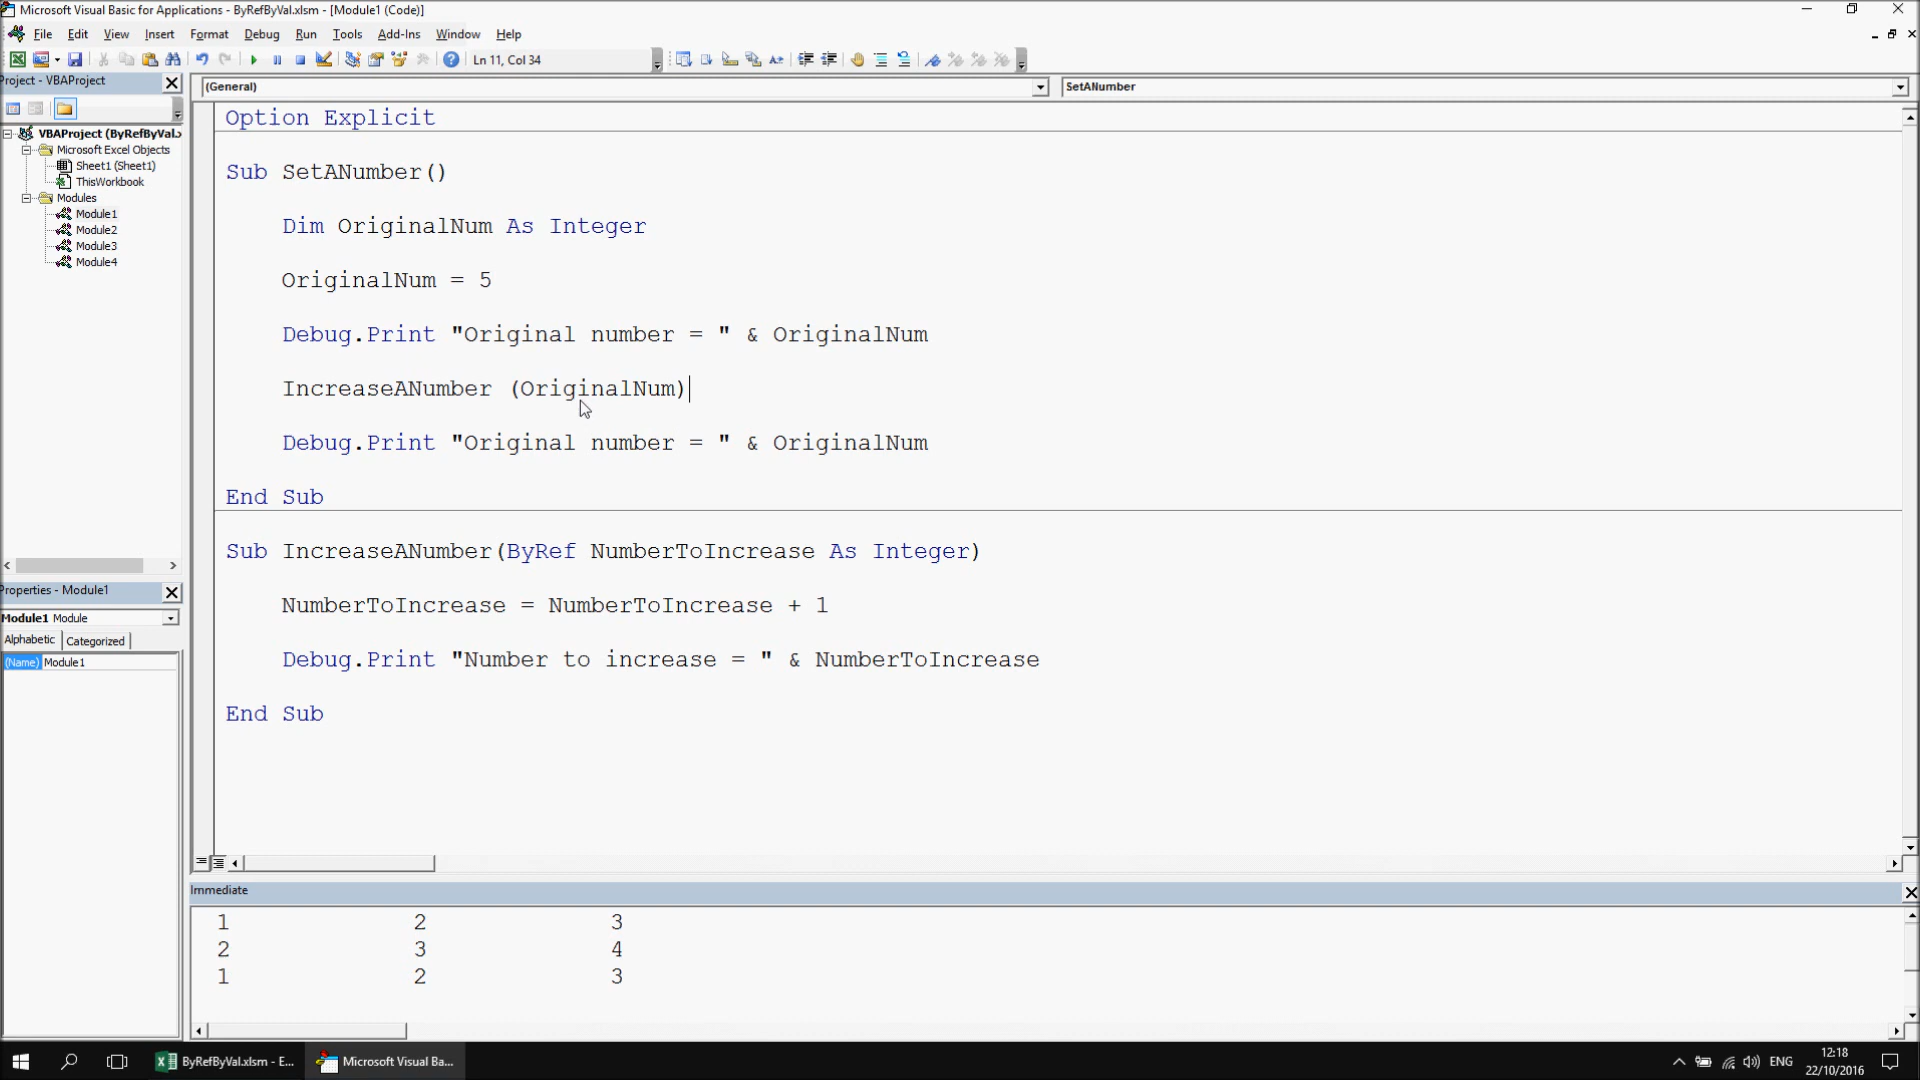 Microsoft Visual Basic for Applications - ByRefByVal.xlsm - [Module1 (Code)]
File Edit View Insert Format Debug Run Tools Add-Ins Window Help
Ln 11, Col 34
Project - VBAProject
(General)
SetANumber
VBAProject (ByRefByVal.x
Microsoft Excel Objects
Sheet1 (Sheet1)
ThisWorkbook
Modules
Module1
Module2
Module3
Module4
Properties - Module1
Module1 Module
Alphabetic Categorized
(Name) Module1
Option Explicit
Sub SetANumber()
Dim OriginalNum As Integer
OriginalNum = 5
Debug.Print "Original number = " & OriginalNum
IncreaseANumber (OriginalNum)
Debug.Print "Original number = " & OriginalNum
End Sub
Sub IncreaseANumber(ByRef NumberToIncrease As Integer)
NumberToIncrease = NumberToIncrease + 1
Debug.Print "Number to increase = " & NumberToIncrease
End Sub
Immediate
1 2 3
2 3 4
1 2 3
ByRefByVal.xlsm - E...
Microsoft Visual Ba...
ENG
12:18
22/10/2016